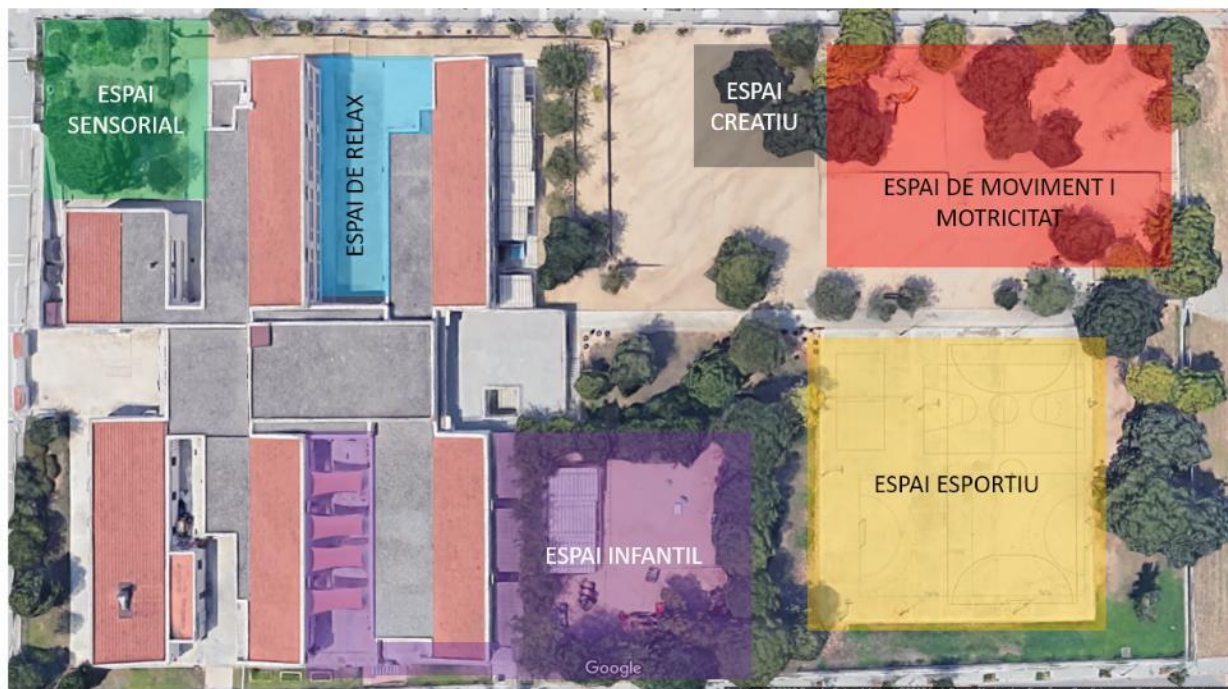 ESPAI
SENSORIAL
ESPAI DE RELAX
ESPAI
CREATIU
ESPAI DE MOVIMENT I
MOTRICITAT
ESPAI ESPORTIU
ESPAI INFANTIL
Google